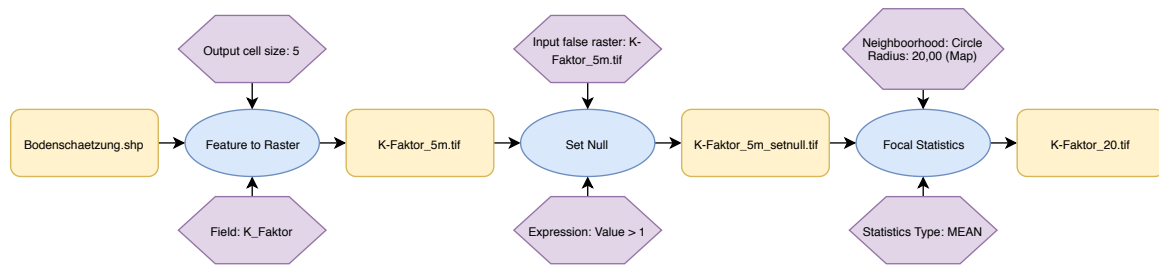 Output cell size: 5
Input false raster: K-
Faktor_5m.tif
Neighboorhood: Circle
Radius: 20,00 (Map)
Bodenschaetzung.shp
Feature to Raster
K-Faktor_5m.tif
Set Null
K-Faktor_5m_setnull.tif
Focal Statistics
K-Faktor_20.tif
Field: K_Faktor
Expression: Value > 1
Statistics Type: MEAN